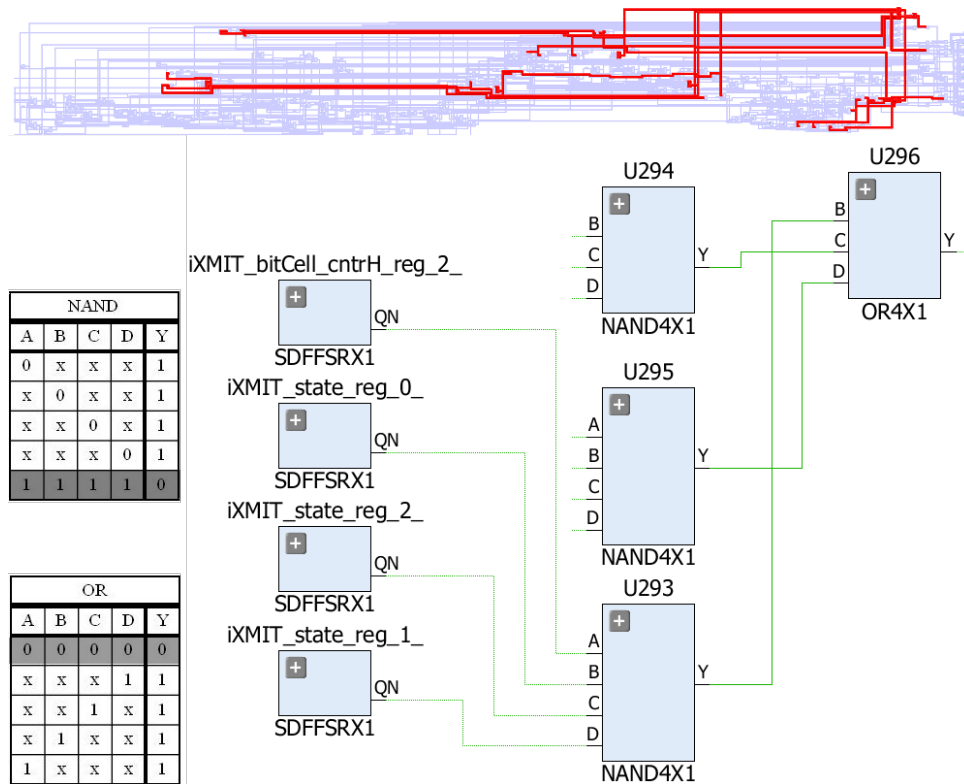 U296
B
C
D
Y
OR4X1
U294
B
C
D
Y
NAND4X1
iXMIT_bitCell_cntrH_reg_2_
QN
SDFFSRX1
U295
A
B
C
D
Y
NAND4X1
iXMIT_state_reg_0_
QN
SDFFSRX1
iXMIT_state_reg_2_
QN
SDFFSRX1
iXMIT_state_reg_1_
QN
SDFFSRX1
U293
A
B
C
D
Y
NAND4X1
NAND
A B C D Y
0 x x x 1
x 0 x x 1
x x 0 x 1
x x x 0 1
1 1 1 1 0
OR
A B C D Y
0 0 0 0 0
x x x 1 1
x x 1 x 1
x 1 x x 1
1 x x x 1